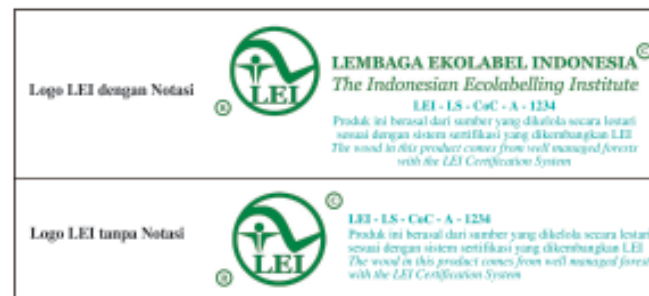 Logo LEI dengan Notasi
LEI
®
©
LEMBAGA EKOLABEL INDONESIA
The Indonesian Ecolabelling Institute
LEI - LS - CoC - A - 1234
Produk ini berasal dari sumber yang dikelola secara lestari
sesuai dengan sistem sertifikasi yang dikembangkan LEI
The wood in this product comes from well managed forests
with the LEI Certification System
Logo LEI tanpa Notasi
LEI
®
©
LEI - LS - CoC - A - 1234
Produk ini berasal dari sumber yang dikelola secara lestari
sesuai dengan sistem sertifikasi yang dikembangkan LEI
The wood in this product comes from well managed forest
with the LEI Certification System